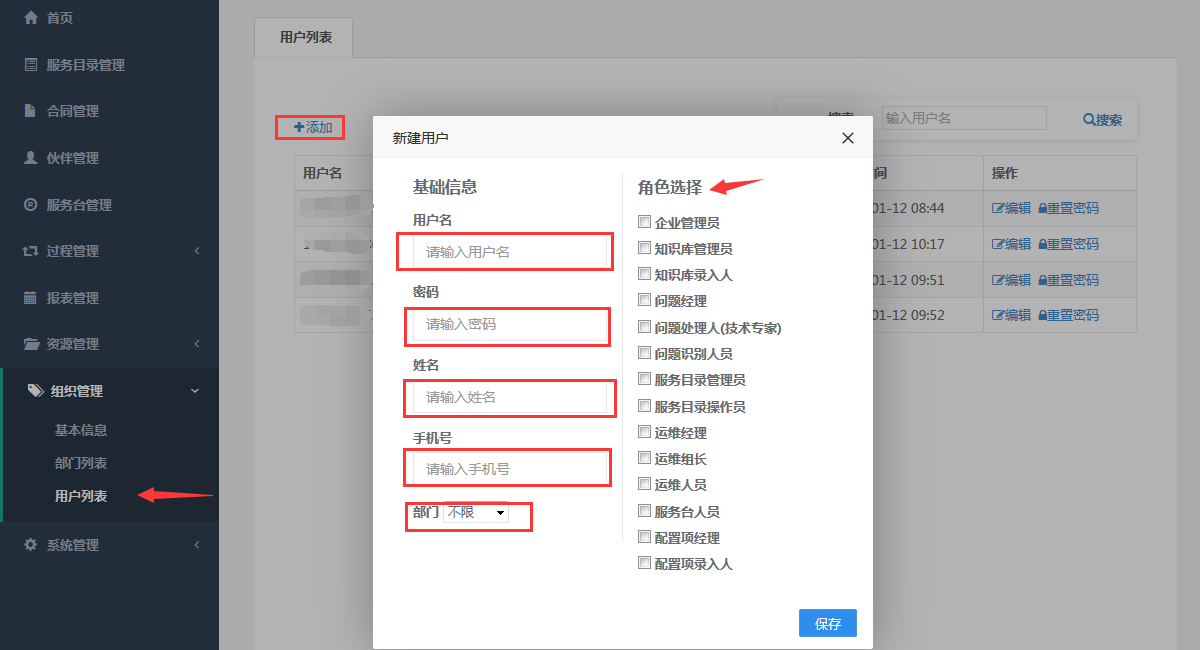 首页
服务目录管理
合同管理
伙伴管理
服务台管理
过程管理
报表管理
资源管理
组织管理
基本信息
部门列表
用户列表
系统管理
用户列表
添加
输入用户名
搜索
用户名
操作
01-12 08:44 编辑 重置密码
01-12 10:17 编辑 重置密码
01-12 09:51 编辑 重置密码
01-12 09:52 编辑 重置密码
新建用户
基础信息
用户名
请输入用户名
密码
请输入密码
姓名
请输入姓名
手机号
请输入手机号
部门 不限
角色选择
企业管理员
知识库管理员
知识库录入人
问题经理
问题处理人(技术专家)
问题识别人员
服务目录管理员
服务目录操作员
运维经理
运维组长
运维人员
服务台人员
配置项经理
配置项录入人
保存